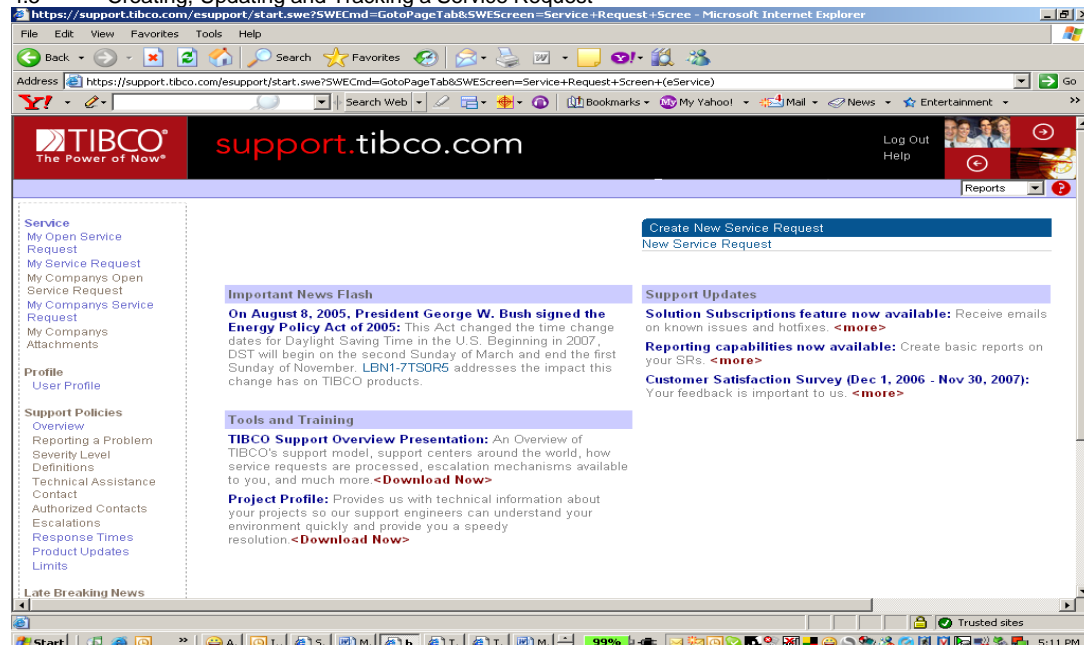 Creating, Updating and Tracking a Service Request
https://support.tibco.com/esupport/start.swe?SWECmd=GotoPageTab&SWEScreen=Service+Request+Scree - Microsoft Internet Explorer
File Edit View Favorites Tools Help
Back Search Favorites
Address https://support.tibco.com/esupport/start.swe?SWECmd=GotoPageTab&SWEScreen=Service+Request+Screen+(eService) Go
Y! Search Web Bookmarks My Yahoo! Mail News Entertainment >>
TIBCO®
The Power of Now®
support.tibco.com
Log Out
Help
Reports ?
Service
My Open Service
Request
My Service Request
My Companys Open
Service Request
My Companys Service
Request
My Companys
Attachments
Profile
User Profile
Support Policies
Overview
Reporting a Problem
Severity Level
Definitions
Technical Assistance
Contact
Authorized Contacts
Escalations
Response Times
Product Updates
Limits
Late Breaking News
Create New Service Request
New Service Request
Important News Flash
On August 8, 2005, President George W. Bush signed the
Energy Policy Act of 2005: This Act changed the time change
dates for Daylight Saving Time in the U.S. Beginning in 2007,
DST will begin on the second Sunday of March and end the first
Sunday of November. LBN1-7TS0R5 addresses the impact this
change has on TIBCO products.
Tools and Training
TIBCO Support Overview Presentation: An Overview of
TIBCO's support model, support centers around the world, how
service requests are processed, escalation mechanisms available
to you, and much more.<Download Now>
Project Profile: Provides us with technical information about
your projects so our support engineers can understand your
environment quickly and provide you a speedy
resolution.<Download Now>
Support Updates
Solution Subscriptions feature now available: Receive emails
on known issues and hotfixes. <more>
Reporting capabilities now available: Create basic reports on
your SRs. <more>
Customer Satisfaction Survey (Dec 1, 2006 - Nov 30, 2007):
Your feedback is important to us. <more>
Trusted sites
Start >> A. I. S. M. h. T. T. M. 99% 5:11 PM